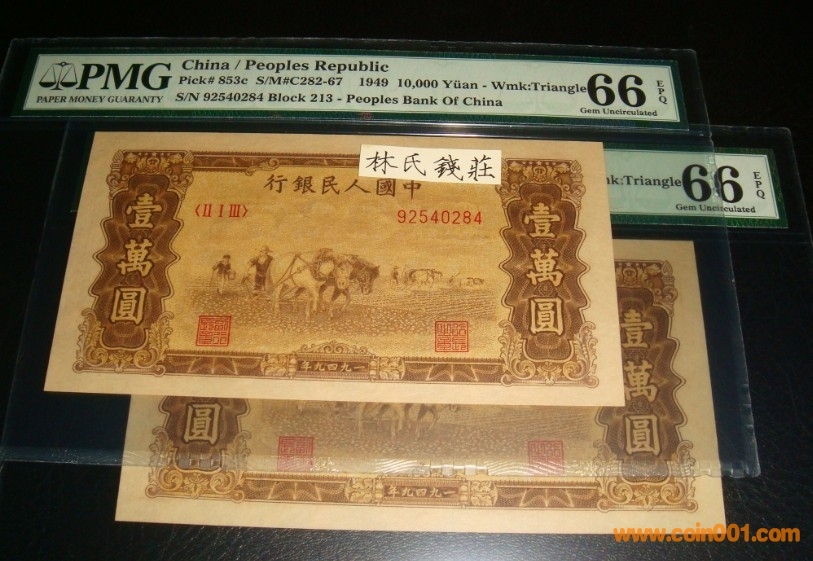 PMG
PAPER MONEY GUARANTY
China / Peoples Republic
Pick# 853c S/M#C282-67 1949 10,000 Yüan - Wmk:Triangle
S/N 92540284 Block 213 - Peoples Bank Of China
66 EPQ
Gem Uncirculated
林氏錢莊
行銀民人國中
〈II I III〉
92540284
壹萬圓
壹萬圓
年九四九一
mk:Triangle
66 EPQ
Gem Uncirculated
壹萬圓
圓
年九四九一
www.coin001.com